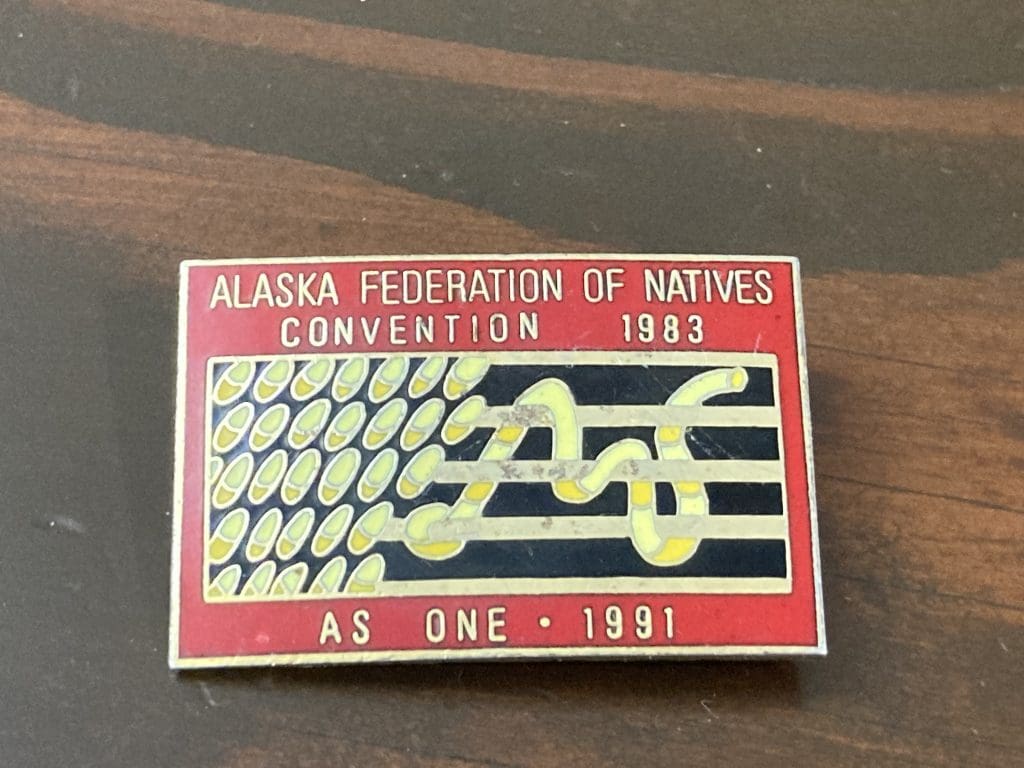 ALASKA FEDERATION OF NATIVES
CONVENTION 1983
AS ONE • 1991